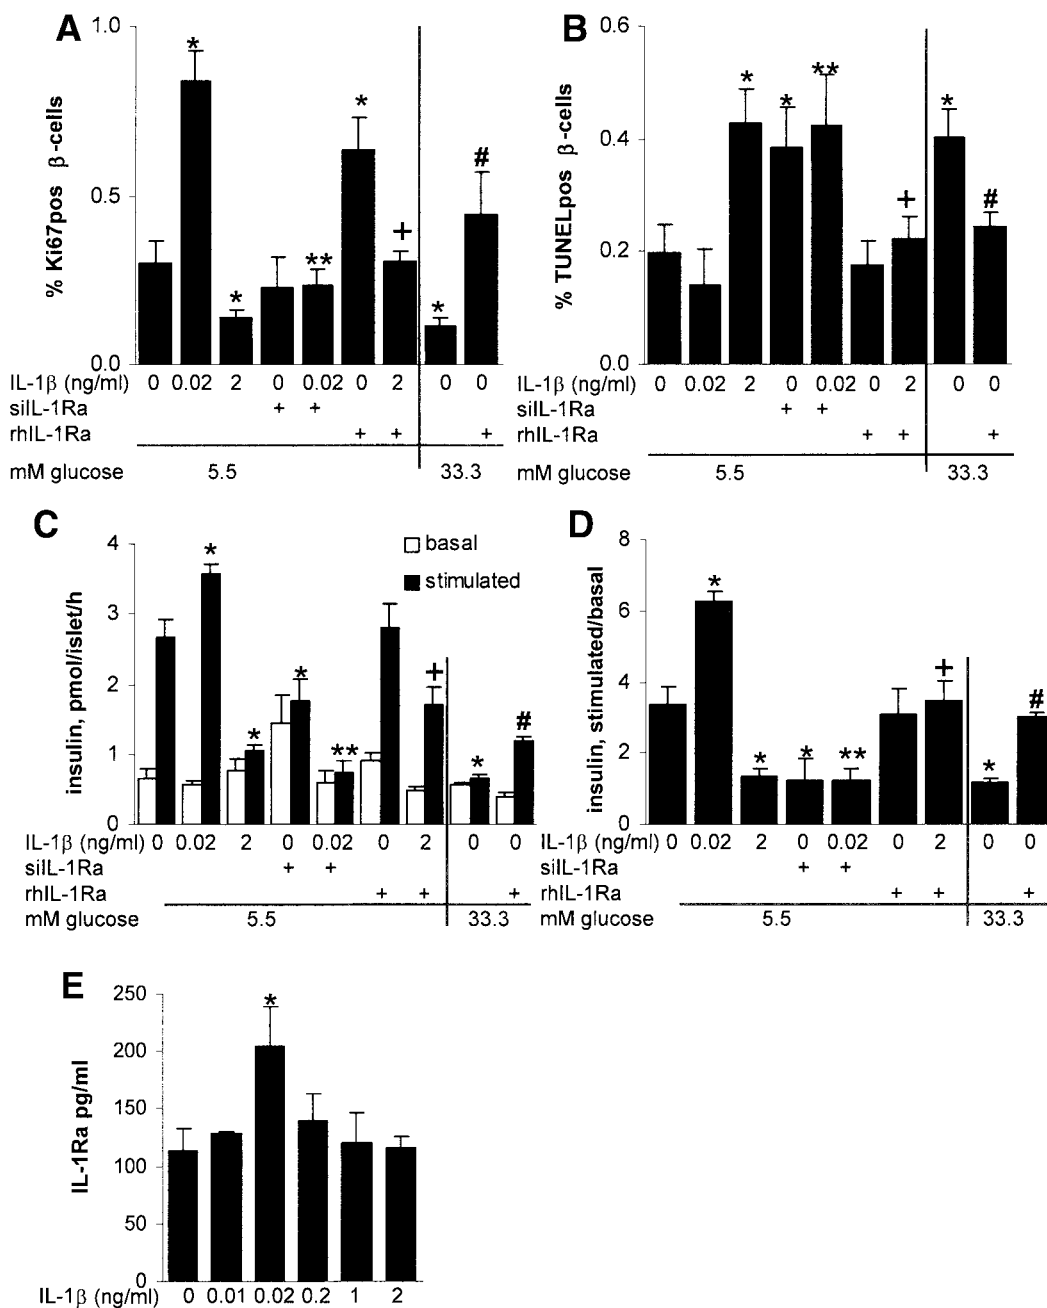 A
B
1.0
0.5
0.0
% Ki67pos β-cells
* * * ** + * #
IL-1β (ng/ml) 0 0.02 2 0 0.02 0 2 0 0
siIL-1Ra + +
rhIL-1Ra + + +
mM glucose 5.5 33.3
0.6
0.4
0.2
0.0
% TUNELpos β-cells
* * ** + * #
IL-1β (ng/ml) 0 0.02 2 0 0.02 0 2 0 0
siIL-1Ra + +
rhIL-1Ra + + +
mM glucose 5.5 33.3
C
4
3
2
1
0
insulin, pmol/islet/h
basal
stimulated
* * * ** + * #
IL-1β (ng/ml) 0 0.02 2 0 0.02 0 2 0 0
siIL-1Ra + +
rhIL-1Ra + + +
mM glucose 5.5 33.3
D
8
6
4
2
0
insulin, stimulated/basal
* * * ** + * #
IL-1β (ng/ml) 0 0.02 2 0 0.02 0 2 0 0
siIL-1Ra + +
rhIL-1Ra + + +
mM glucose 5.5 33.3
E
250
200
150
100
50
0
IL-1Ra pg/ml
*
IL-1β (ng/ml) 0 0.01 0.02 0.2 1 2